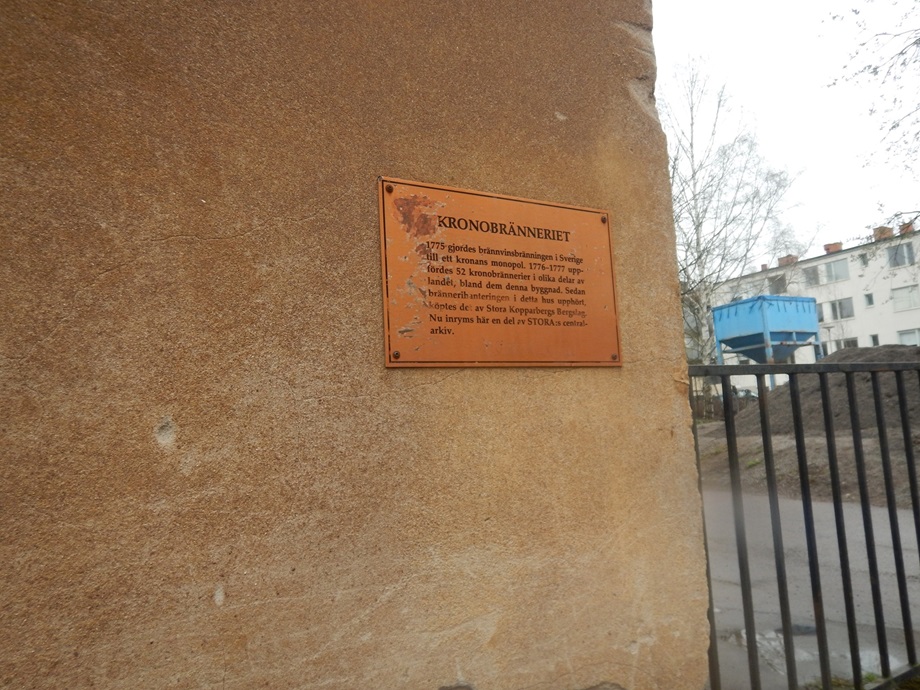 KRONOBRÄNNERIET
1775 gjordes brännvinsbränningen i Sverige
till ett kronans monopol. 1776-1777 upp-
fördes 52 kronobrännerier i olika delar av
landet, bland dem denna byggnad. Sedan
brännerihanteringen i detta hus upphört,
köptes det av Stora Kopparbergs Bergslag.
Nu inryms här en del av STORA:s central-
arkiv.